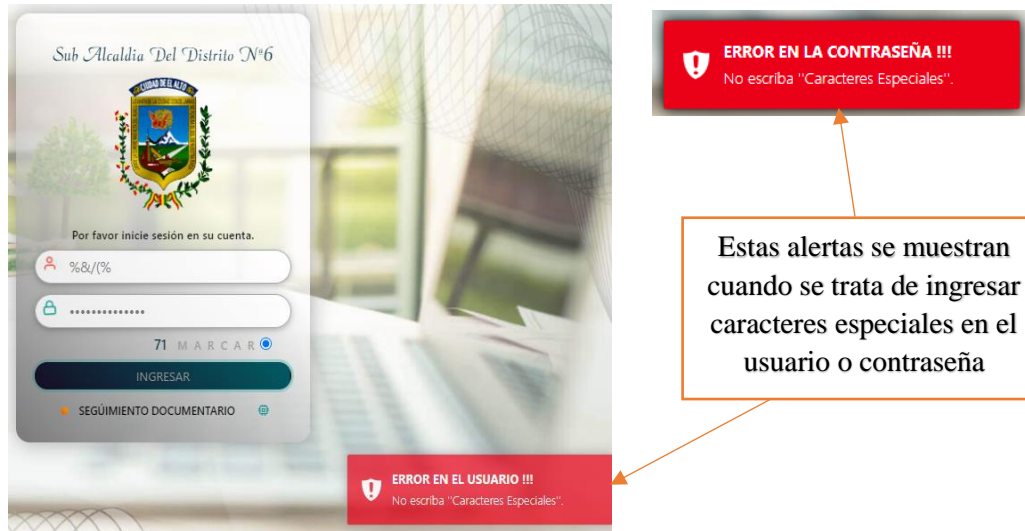 Sub Alcaldia Del Distrito Nº6
CIUDAD DE EL ALTO
Por favor inicie sesión en su cuenta.
%&/(%
••••••••••••••
71 MARCAR
INGRESAR
SEGÚIMIENTO DOCUMENTARIO
ERROR EN EL USUARIO !!!
No escriba "Caracteres Especiales".
ERROR EN LA CONTRASEÑA !!!
No escriba "Caracteres Especiales".
Estas alertas se muestran
cuando se trata de ingresar
caracteres especiales en el
usuario o contraseña